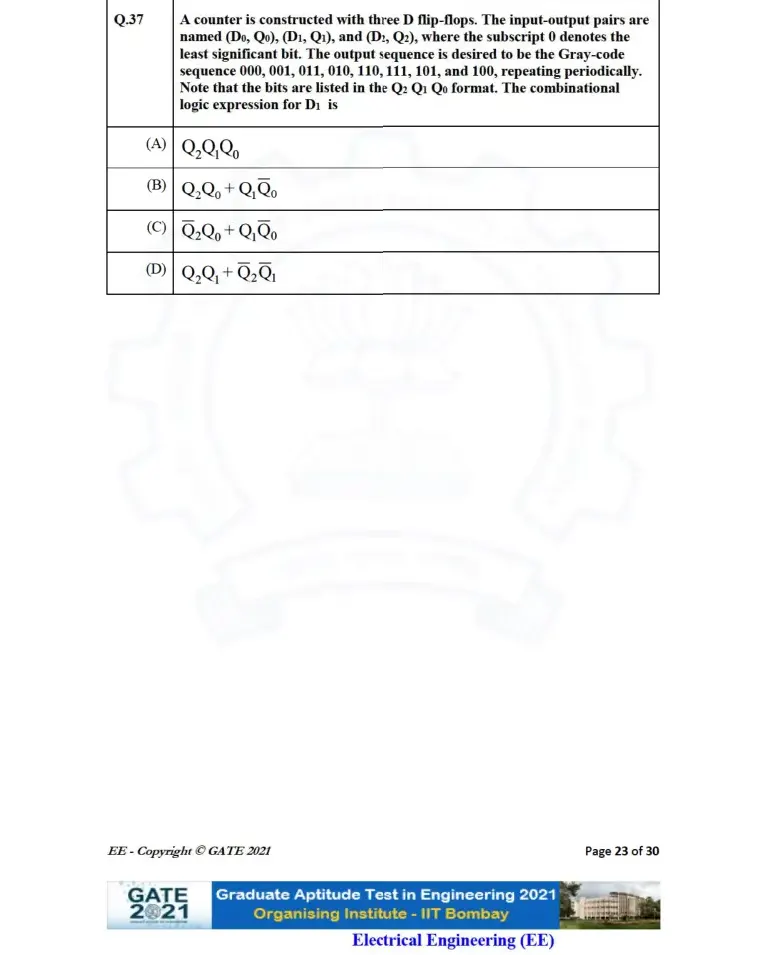 Q.37 A counter is constructed with three D flip-flops. The input-output pairs are
named (D₀, Q₀), (D₁, Q₁), and (D₂, Q₂), where the subscript 0 denotes the
least significant bit. The output sequence is desired to be the Gray-code
sequence 000, 001, 011, 010, 110, 111, 101, and 100, repeating periodically.
Note that the bits are listed in the Q₂ Q₁ Q₀ format. The combinational
logic expression for D₁ is
(A) Q₂Q₁Q₀
(B) Q₂Q₀ + Q₁Q̅₀
(C) Q̅₂Q₀ + Q₁Q̅₀
(D) Q₂Q₁ + Q̅₂Q̅₁
EE - Copyright © GATE 2021 Page 23 of 30
GATE
2021
Graduate Aptitude Test in Engineering 2021
Organising Institute - IIT Bombay
Electrical Engineering (EE)